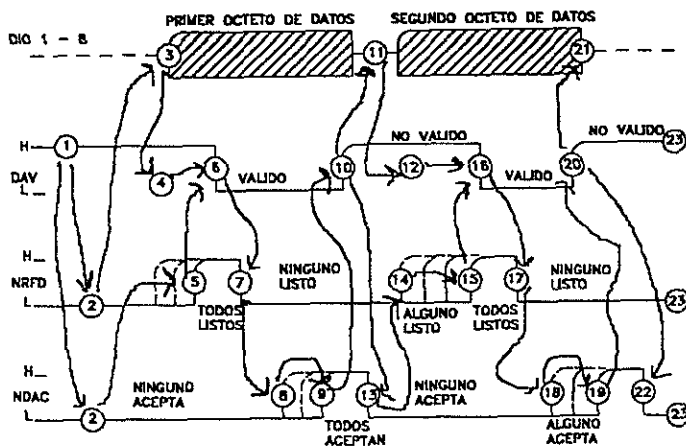 PRIMER OCTETO DE DATOS
SEGUNDO OCTETO DE DATOS
DIO 1 - 8
3
11
21
H
1
NO VALIDO
NO VALIDO
23
DAV
L
4
6
VALIDO
10
12
16
VALIDO
20
H
NRFD
L
2
5
7
TODOS
LISTOS
NINGUNO
LISTO
14
15
17
ALGUNO
LISTO
TODOS
LISTOS
NINGUNO
LISTO
23
H
NDAC
L
2
NINGUNO
ACEPTA
8
9
13
TODOS
ACEPTAN
NINGUNO
ACEPTA
18
19
22
ALGUNO
ACEPTA
23